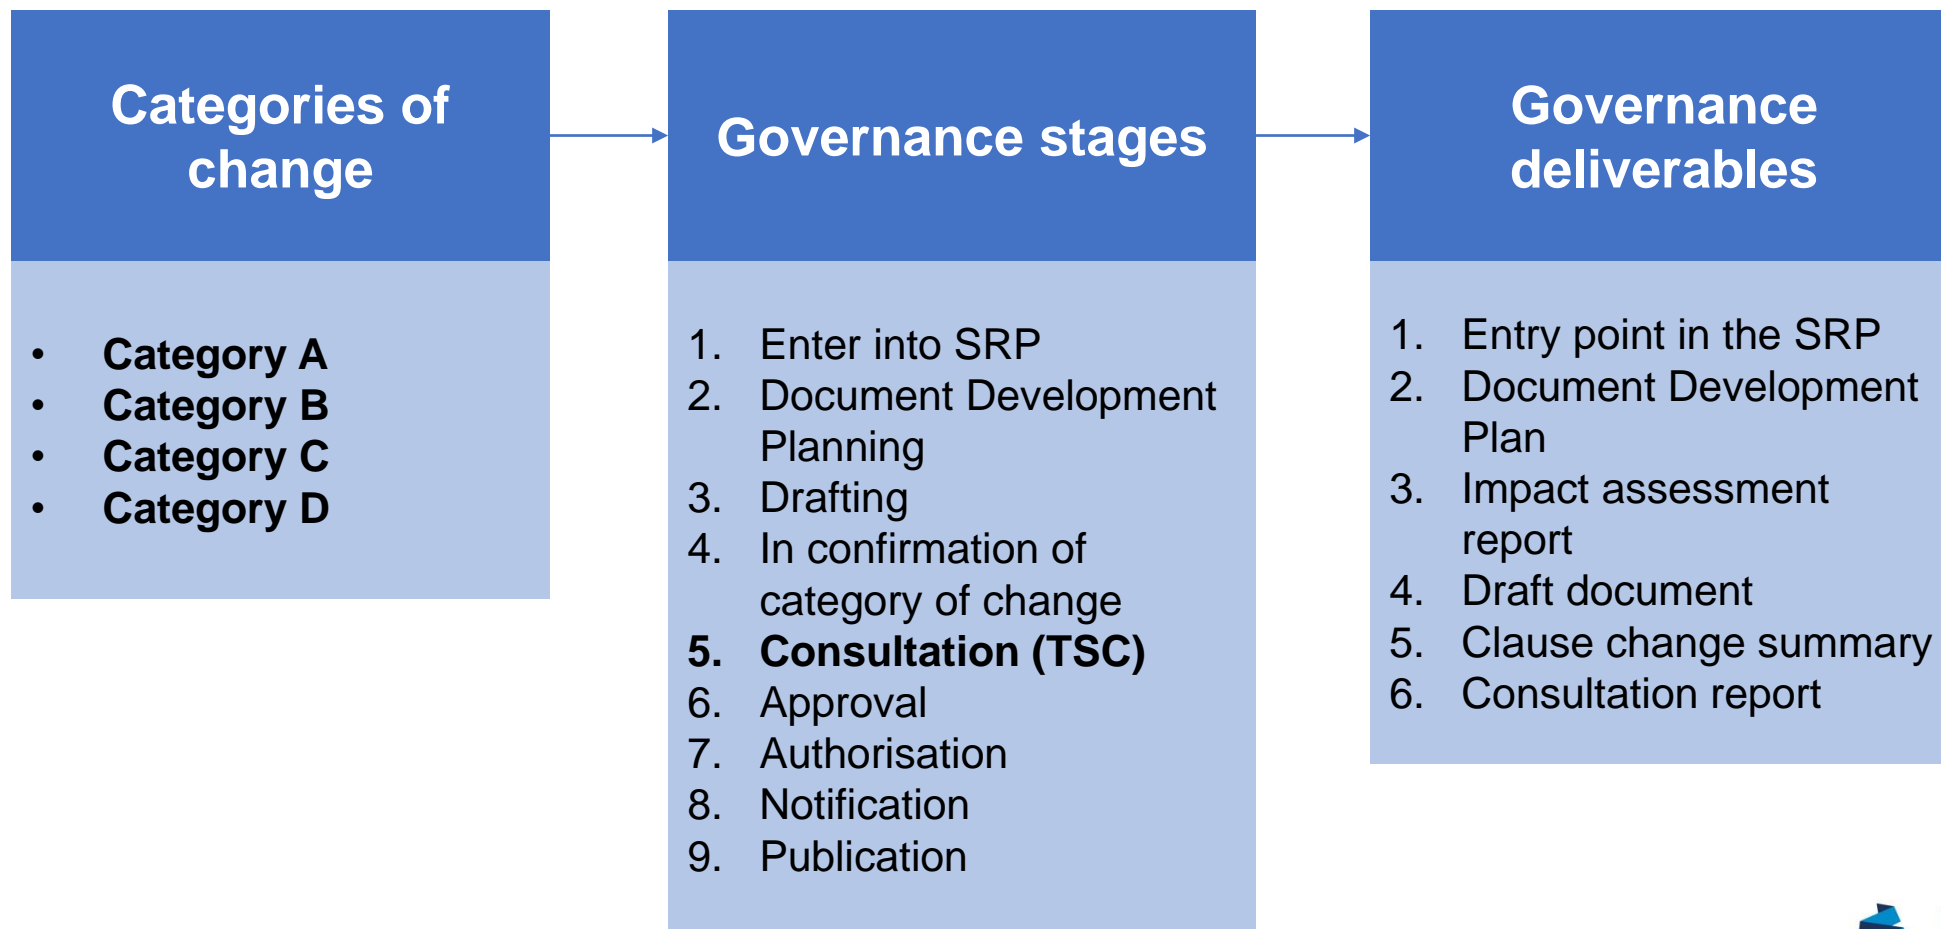 Categories of
change
• Category A
• Category B
• Category C
• Category D
Governance stages
1. Enter into SRP
2. Document Development
Planning
3. Drafting
4. In confirmation of
category of change
5. Consultation (TSC)
6. Approval
7. Authorisation
8. Notification
9. Publication
Governance
deliverables
1. Entry point in the SRP
2. Document Development
Plan
3. Impact assessment
report
4. Draft document
5. Clause change summary
6. Consultation report